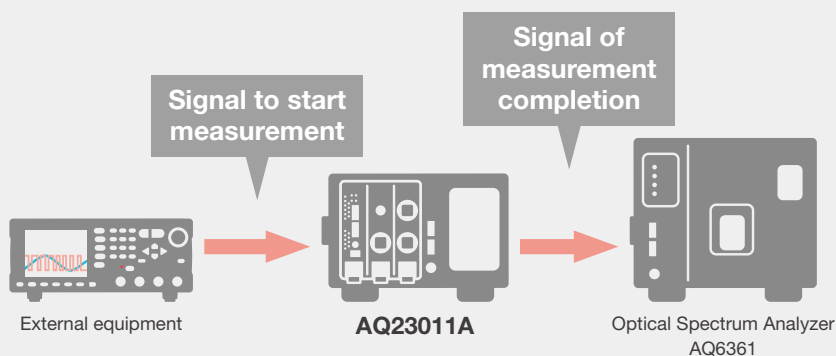 Signal to start
measurement
Signal of
measurement
completion
External equipment
AQ23011A
Optical Spectrum Analyzer
AQ6361